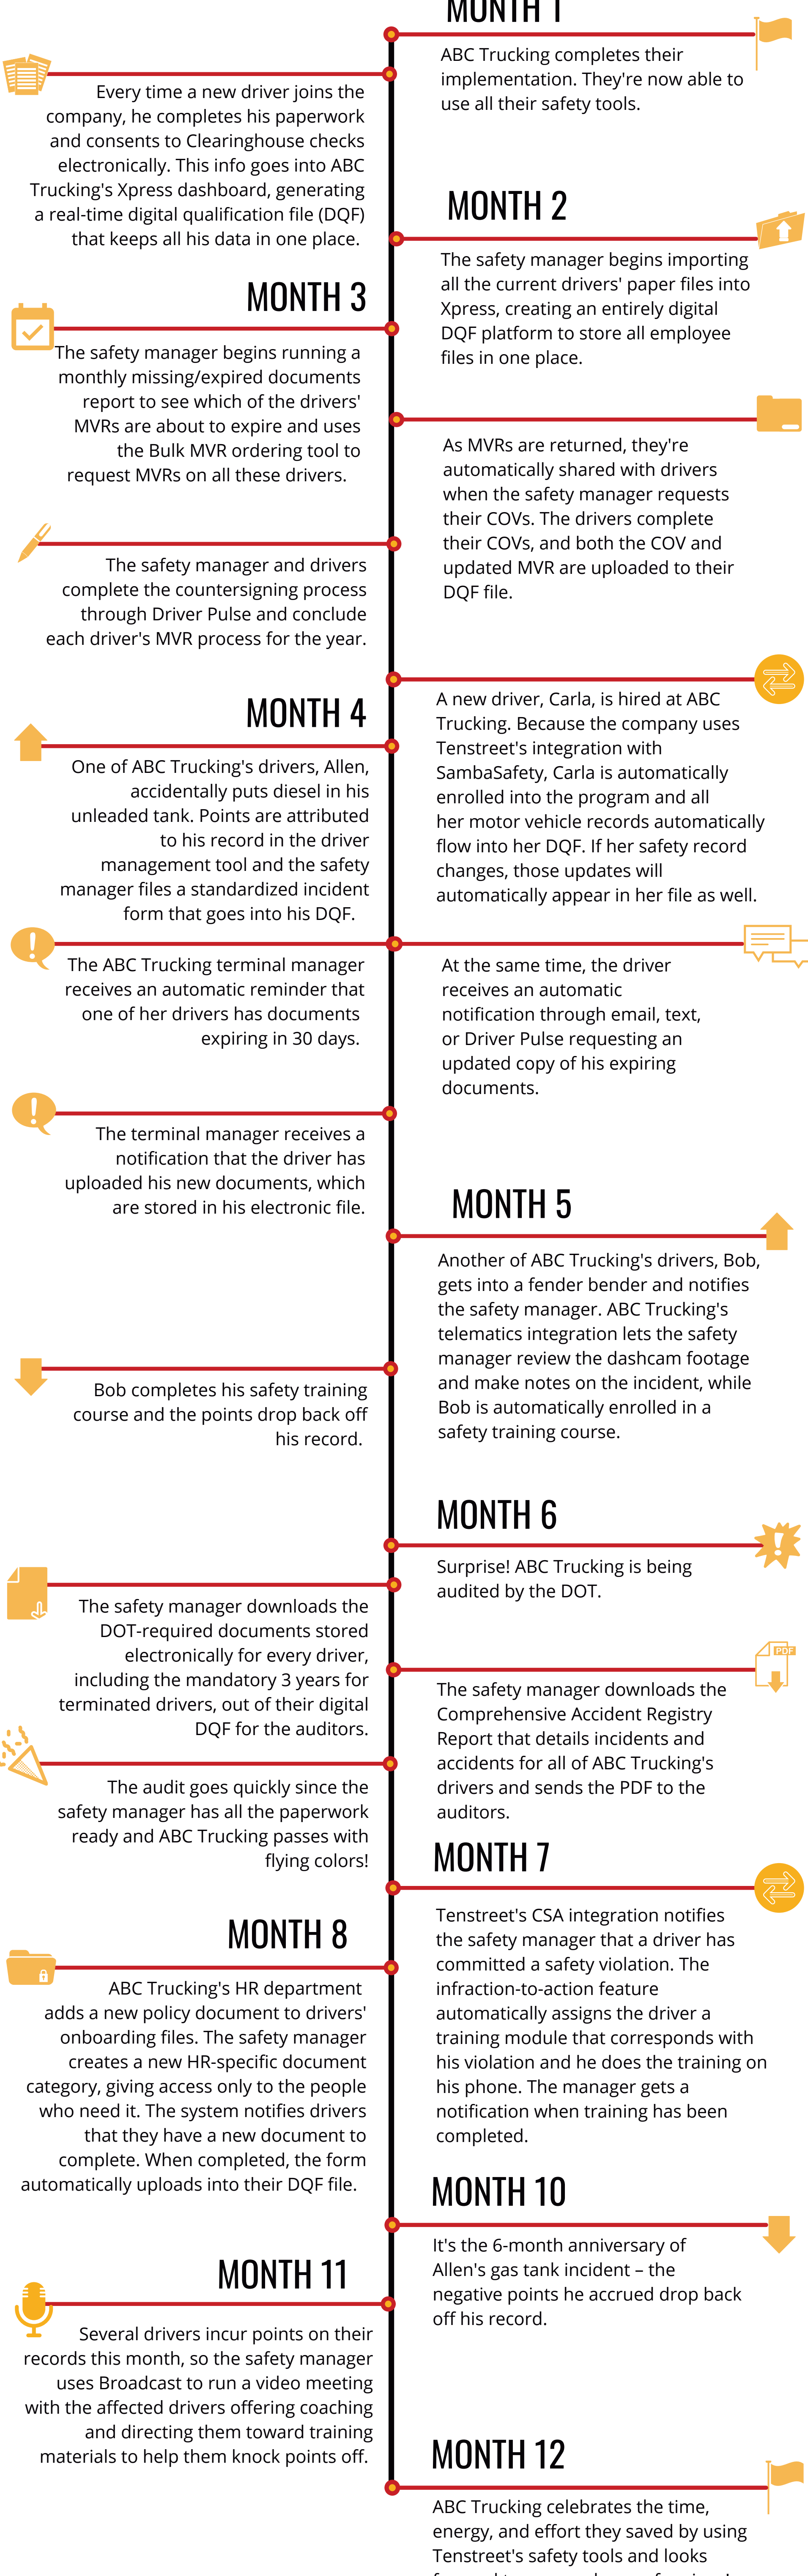 MONTH 1
ABC Trucking completes their
implementation. They're now able to
use all their safety tools.
Every time a new driver joins the
company, he completes his paperwork
and consents to Clearinghouse checks
electronically. This info goes into ABC
Trucking's Xpress dashboard, generating
a real-time digital qualification file (DQF)
that keeps all his data in one place.
MONTH 2
The safety manager begins importing
all the current drivers' paper files into
Xpress, creating an entirely digital
DQF platform to store all employee
files in one place.
MONTH 3
The safety manager begins running a
monthly missing/expired documents
report to see which of the drivers'
MVRs are about to expire and uses
the Bulk MVR ordering tool to
request MVRs on all these drivers.
As MVRs are returned, they're
automatically shared with drivers
when the safety manager requests
their COVs. The drivers complete
their COVs, and both the COV and
updated MVR are uploaded to their
DQF file.
The safety manager and drivers
complete the countersigning process
through Driver Pulse and conclude
each driver's MVR process for the year.
A new driver, Carla, is hired at ABC
Trucking. Because the company uses
Tenstreet's integration with
SambaSafety, Carla is automatically
enrolled into the program and all
her motor vehicle records automatically
flow into her DQF. If her safety record
changes, those updates will
automatically appear in her file as well.
MONTH 4
One of ABC Trucking's drivers, Allen,
accidentally puts diesel in his
unleaded tank. Points are attributed
to his record in the driver
management tool and the safety
manager files a standardized incident
form that goes into his DQF.
The ABC Trucking terminal manager
receives an automatic reminder that
one of her drivers has documents
expiring in 30 days.
At the same time, the driver
receives an automatic
notification through email, text,
or Driver Pulse requesting an
updated copy of his expiring
documents.
The terminal manager receives a
notification that the driver has
uploaded his new documents, which
are stored in his electronic file.
MONTH 5
Another of ABC Trucking's drivers, Bob,
gets into a fender bender and notifies
the safety manager. ABC Trucking's
telematics integration lets the safety
manager review the dashcam footage
and make notes on the incident, while
Bob is automatically enrolled in a
safety training course.
Bob completes his safety training
course and the points drop back off
his record.
MONTH 6
Surprise! ABC Trucking is being
audited by the DOT.
The safety manager downloads the
DOT-required documents stored
electronically for every driver,
including the mandatory 3 years for
terminated drivers, out of their digital
DQF for the auditors.
PDF
The safety manager downloads the
Comprehensive Accident Registry
Report that details incidents and
accidents for all of ABC Trucking's
drivers and sends the PDF to the
auditors.
The audit goes quickly since the
safety manager has all the paperwork
ready and ABC Trucking passes with
flying colors!
MONTH 7
Tenstreet's CSA integration notifies
the safety manager that a driver has
committed a safety violation. The
infraction-to-action feature
automatically assigns the driver a
training module that corresponds with
his violation and he does the training on
his phone. The manager gets a
notification when training has been
completed.
MONTH 8
ABC Trucking's HR department
adds a new policy document to drivers'
onboarding files. The safety manager
creates a new HR-specific document
category, giving access only to the people
who need it. The system notifies drivers
that they have a new document to
complete. When completed, the form
automatically uploads into their DQF file.
MONTH 10
It's the 6-month anniversary of
Allen's gas tank incident – the
negative points he accrued drop back
off his record.
MONTH 11
Several drivers incur points on their
records this month, so the safety manager
uses Broadcast to run a video meeting
with the affected drivers offering coaching
and directing them toward training
materials to help them knock points off.
MONTH 12
ABC Trucking celebrates the time,
energy, and effort they saved by using
Tenstreet's safety tools and looks